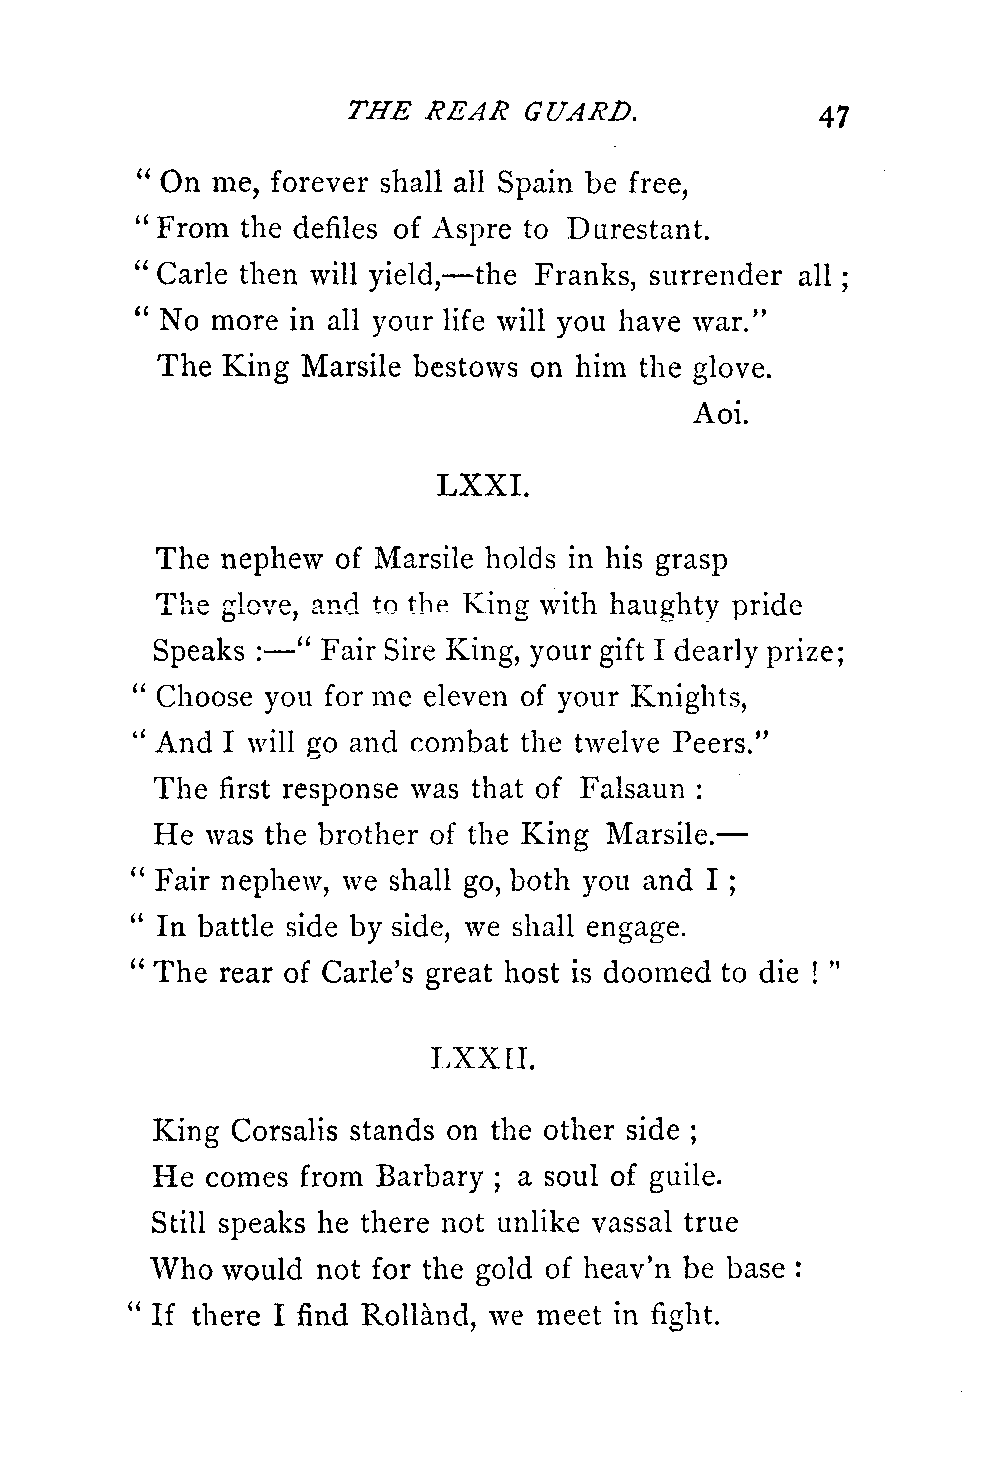 THE REAR GUARD. 47
“ On me, forever shall all Spain be free,
“ From the defiles of Aspre to Durestant.
“ Carle then will yield,—the Franks, surrender all ;
“ No more in all your life will you have war.”
The King Marsile bestows on him the glove.
Aoi.
LXXI.
The nephew of Marsile holds in his grasp
The glove, and to the King with haughty pride
Speaks :—“ Fair Sire King, your gift I dearly prize;
“ Choose you for me eleven of your Knights,
“ And I will go and combat the twelve Peers.”
The first response was that of Falsaun :
He was the brother of the King Marsile.—
“ Fair nephew, we shall go, both you and I ;
“ In battle side by side, we shall engage.
“ The rear of Carle’s great host is doomed to die ! ”
LXXII.
King Corsalis stands on the other side ;
He comes from Barbary ; a soul of guile.
Still speaks he there not unlike vassal true
Who would not for the gold of heav’n be base :
“ If there I find Rollànd, we meet in fight.